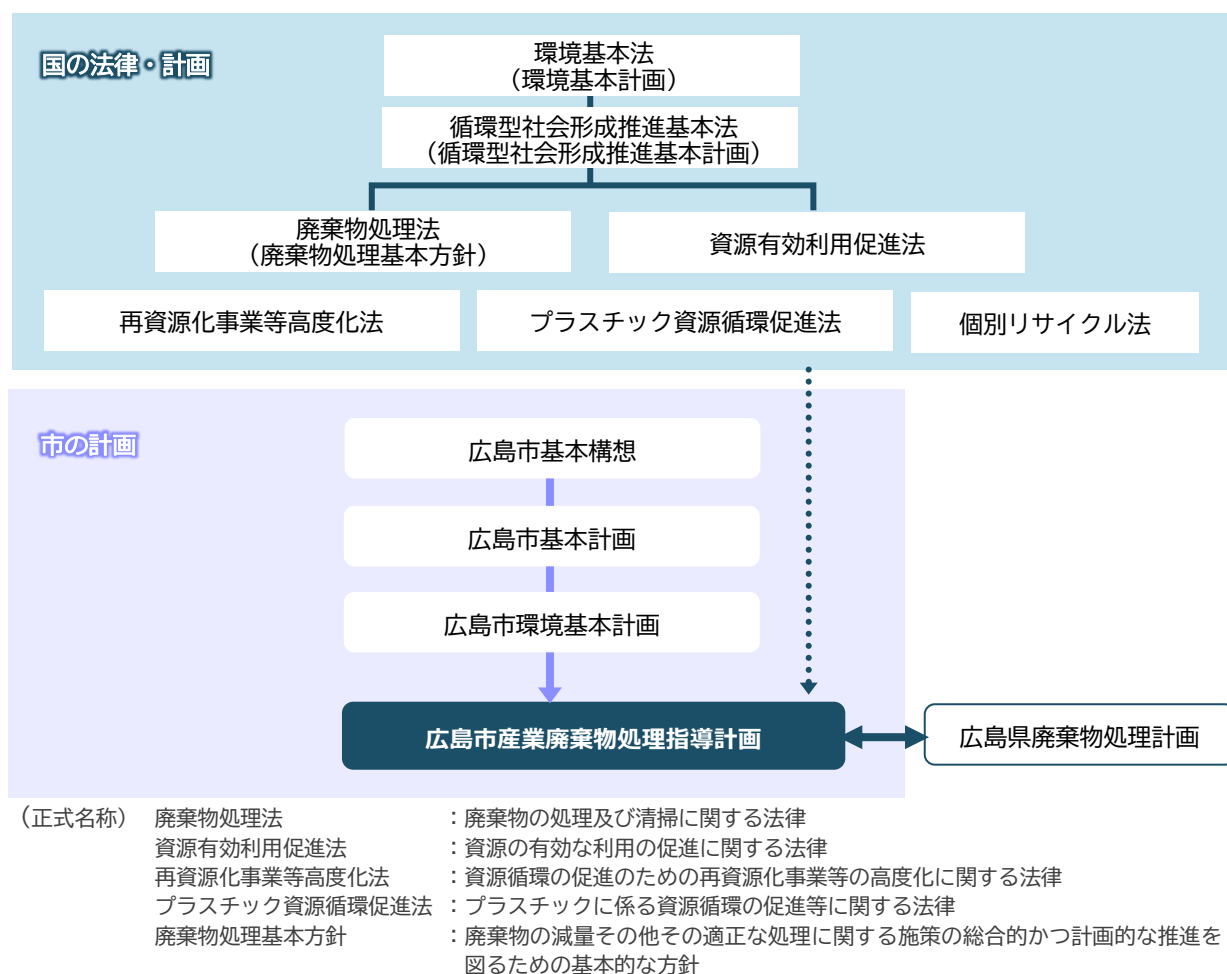 国の法律・計画
環境基本法
（環境基本計画）
循環型社会形成推進基本法
（循環型社会形成推進基本計画）
廃棄物処理法
（廃棄物処理基本方針）
資源有効利用促進法
再資源化事業等高度化法
プラスチック資源循環促進法
個別リサイクル法
市の計画
広島市基本構想
広島市基本計画
広島市環境基本計画
広島市産業廃棄物処理指導計画
広島県廃棄物処理計画
（正式名称） 廃棄物処理法 ：廃棄物の処理及び清掃に関する法律
資源有効利用促進法 ：資源の有効な利用の促進に関する法律
再資源化事業等高度化法 ：資源循環の促進のための再資源化事業等の高度化に関する法律
プラスチック資源循環促進法 ：プラスチックに係る資源循環の促進等に関する法律
廃棄物処理基本方針 ：廃棄物の減量その他その適正な処理に関する施策の総合的かつ計画的な推進を
図るための基本的な方針